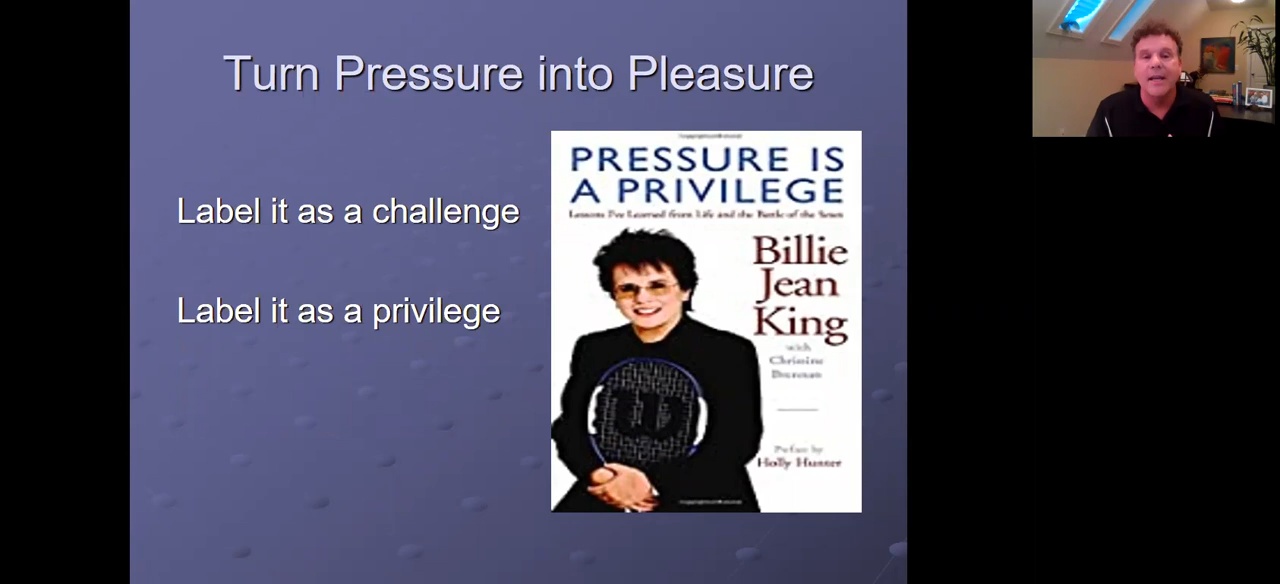 Turn Pressure into Pleasure
Label it as a challenge
Label it as a privilege
PRESSURE IS
A PRIVILEGE
Lessons I've Learned from Life and the Battle of the Sexes
Billie
Jean
King
with
Christine
Brennan
Preface by
Holly Hunter